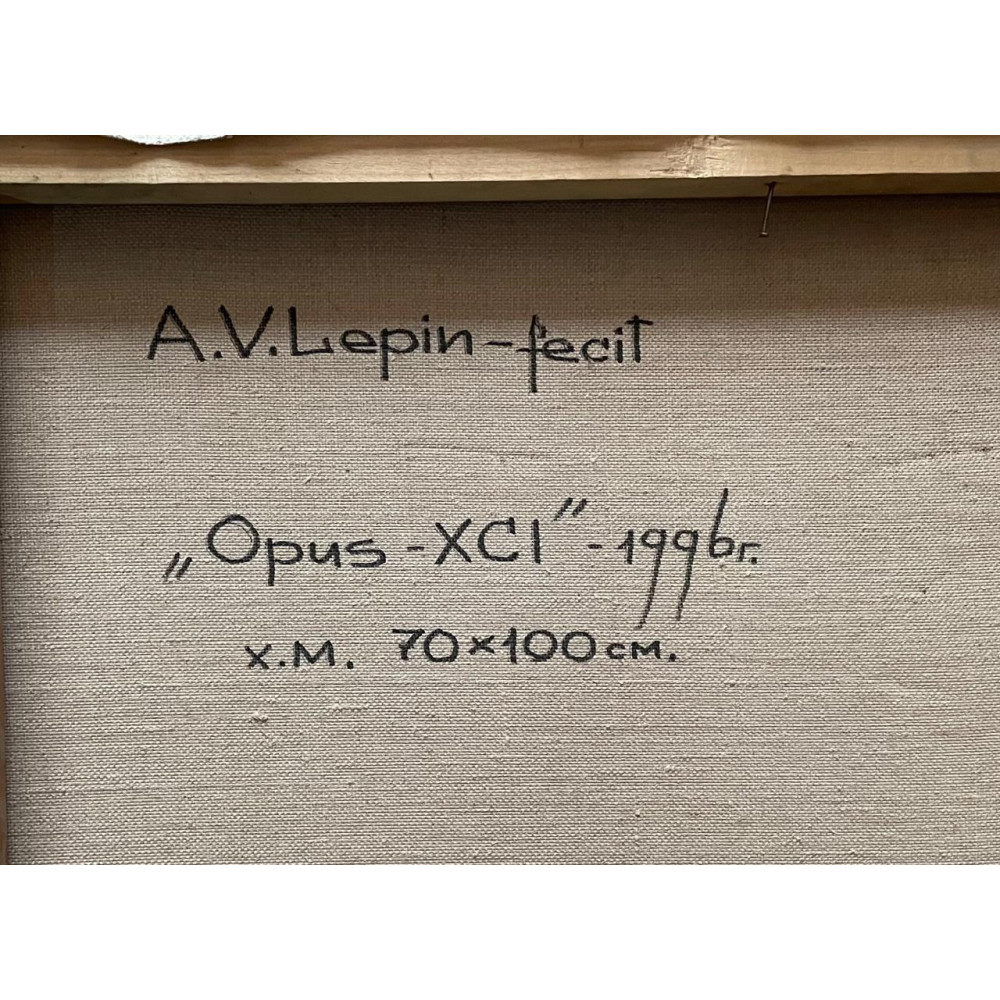 A.V.Lepin-fecit
„Opus-XCI”-1996г.
х.м. 70×100см.